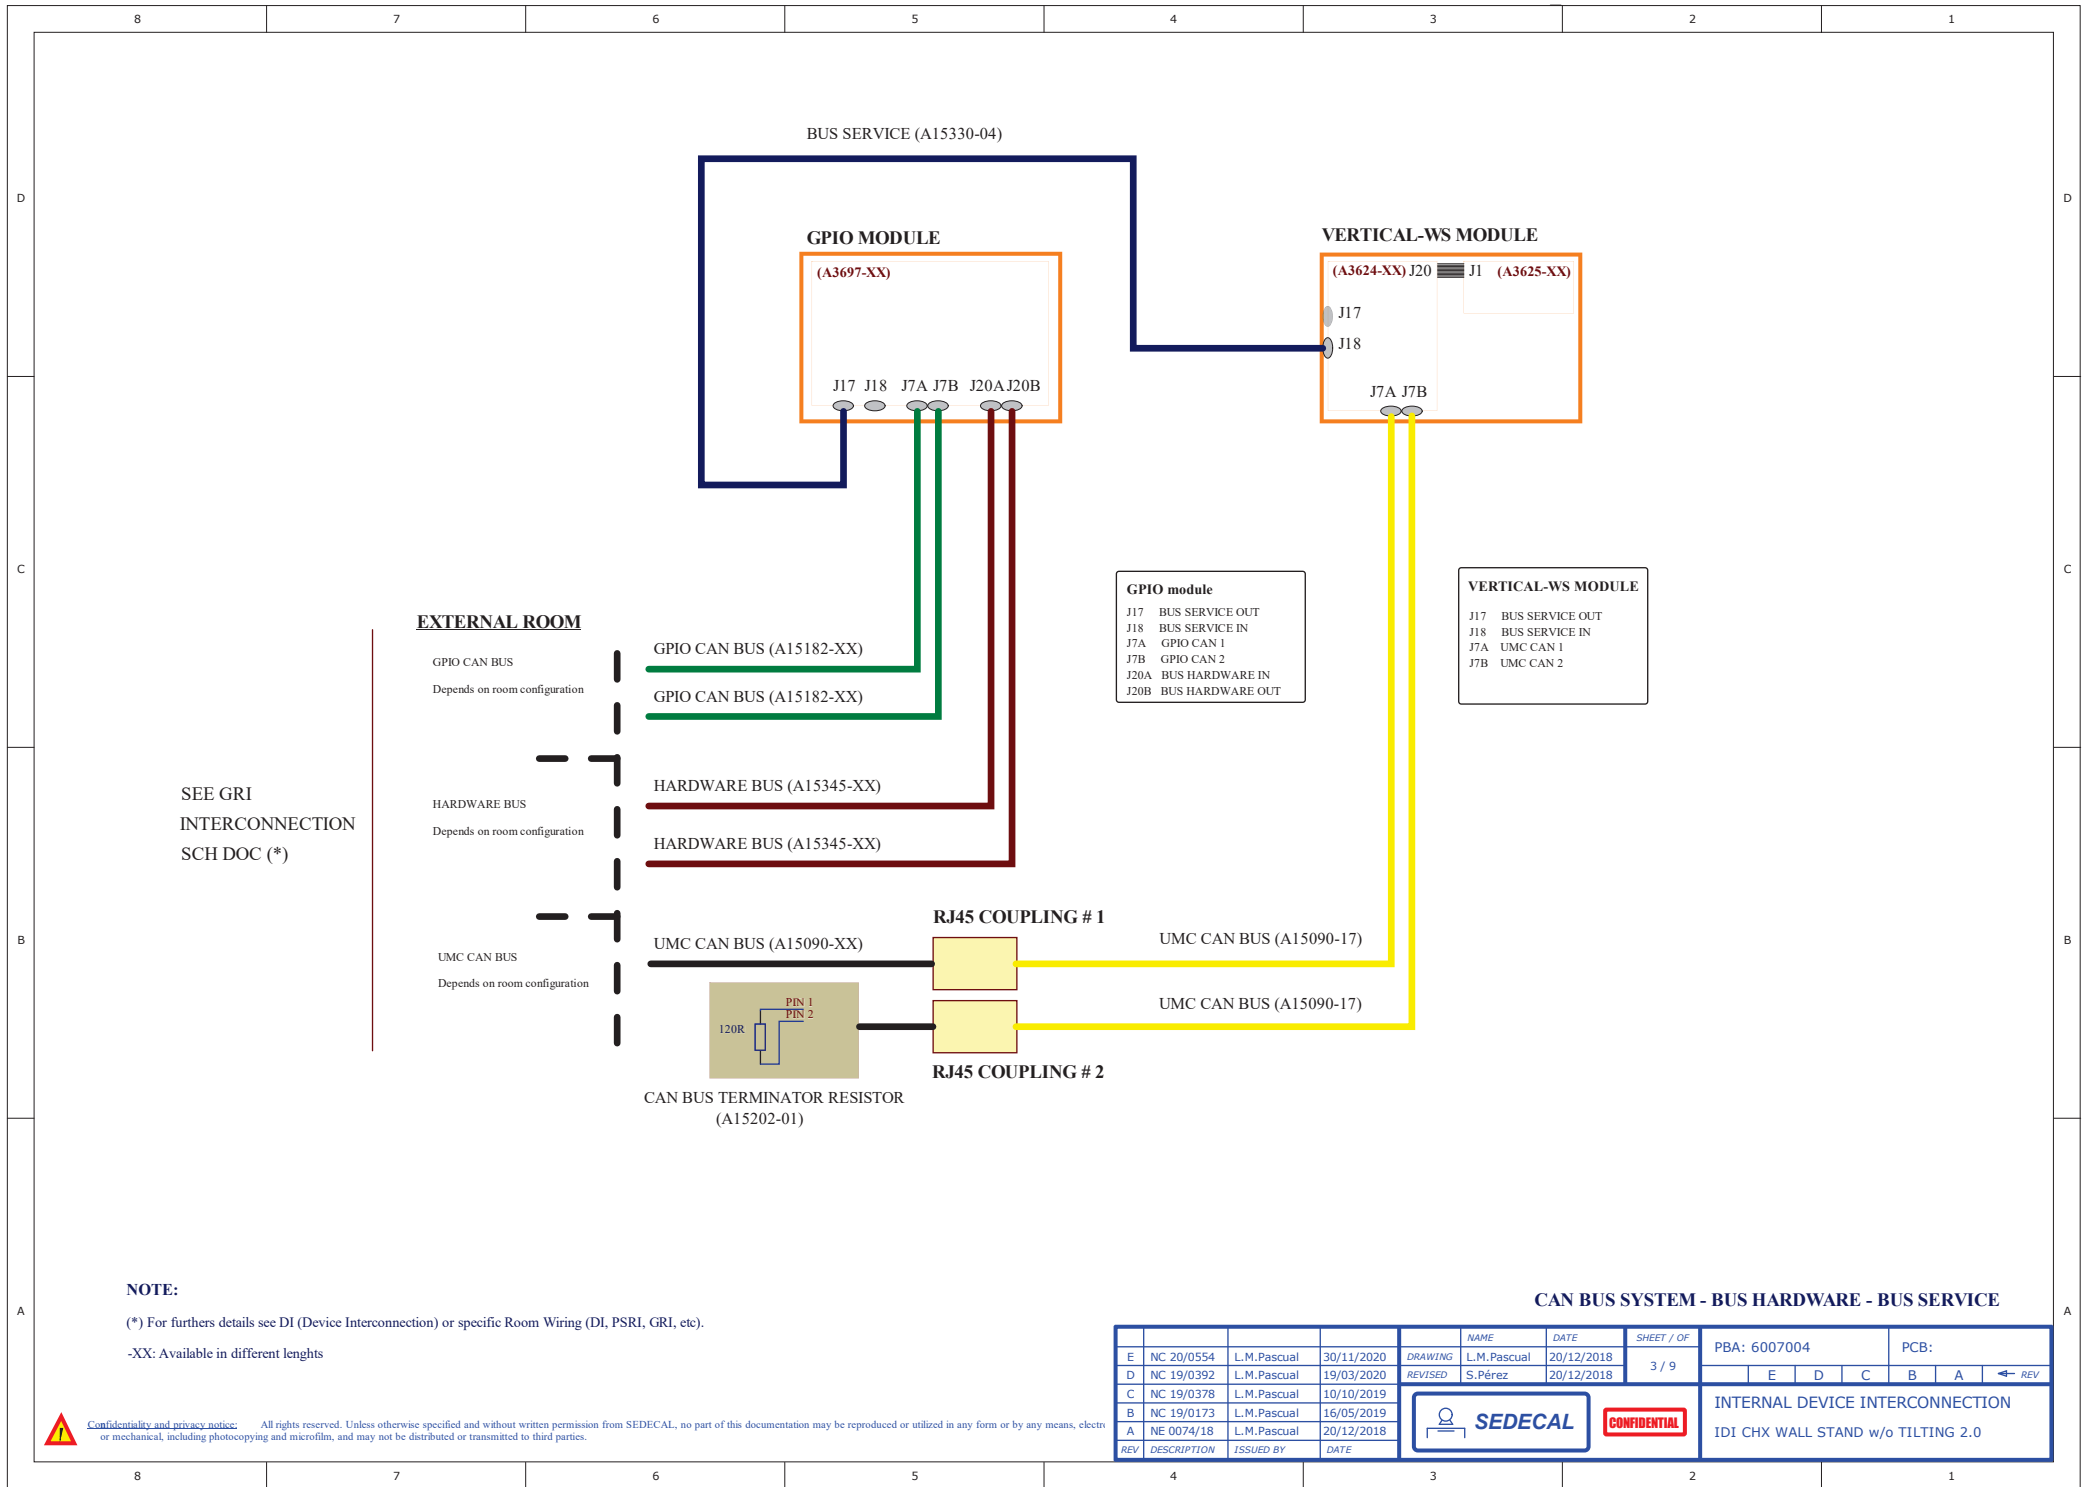 8 7 6 5 4 3 2 1
BUS SERVICE (A15330-04)
D D
GPIO MODULE
(A3697-XX)
J17 J18 J7A J7B J20A J20B
VERTICAL-WS MODULE
(A3624-XX) J20 J1 (A3625-XX)
J17
J18
J7A J7B
C C
GPIO module
J17 BUS SERVICE OUT
J18 BUS SERVICE IN
J7A GPIO CAN 1
J7B GPIO CAN 2
J20A BUS HARDWARE IN
J20B BUS HARDWARE OUT
VERTICAL-WS MODULE
J17 BUS SERVICE OUT
J18 BUS SERVICE IN
J7A UMC CAN 1
J7B UMC CAN 2
EXTERNAL ROOM
GPIO CAN BUS
Depends on room configuration
GPIO CAN BUS (A15182-XX)
GPIO CAN BUS (A15182-XX)
SEE GRI
INTERCONNECTION
SCH DOC (*)
HARDWARE BUS
Depends on room configuration
HARDWARE BUS (A15345-XX)
HARDWARE BUS (A15345-XX)
B B
UMC CAN BUS
Depends on room configuration
UMC CAN BUS (A15090-XX)
RJ45 COUPLING # 1
UMC CAN BUS (A15090-17)
UMC CAN BUS (A15090-17)
PIN 1
PIN 2
120R
RJ45 COUPLING # 2
CAN BUS TERMINATOR RESISTOR
(A15202-01)
A A
NOTE:
(*) For furthers details see DI (Device Interconnection) or specific Room Wiring (DI, PSRI, GRI, etc).
-XX: Available in different lenghts
CAN BUS SYSTEM - BUS HARDWARE - BUS SERVICE
Confidentiality and privacy notice: All rights reserved. Unless otherwise specified and without written permission from SEDECAL, no part of this documentation may be reproduced or utilized in any form or by any means, electro
or mechanical, including photocopying and microfilm, and may not be distributed or transmitted to third parties.
E NC 20/0554 L.M.Pascual 30/11/2020
D NC 19/0392 L.M.Pascual 19/03/2020
C NC 19/0378 L.M.Pascual 10/10/2019
B NC 19/0173 L.M.Pascual 16/05/2019
A NE 0074/18 L.M.Pascual 20/12/2018
REV DESCRIPTION ISSUED BY DATE
NAME DATE SHEET / OF
DRAWING L.M.Pascual 20/12/2018
REVISED S.Pérez 20/12/2018
3 / 9
PBA: 6007004 PCB:
E D C B A REV
SEDECAL
CONFIDENTIAL
INTERNAL DEVICE INTERCONNECTION
IDI CHX WALL STAND w/o TILTING 2.0
8 7 6 5 4 3 2 1